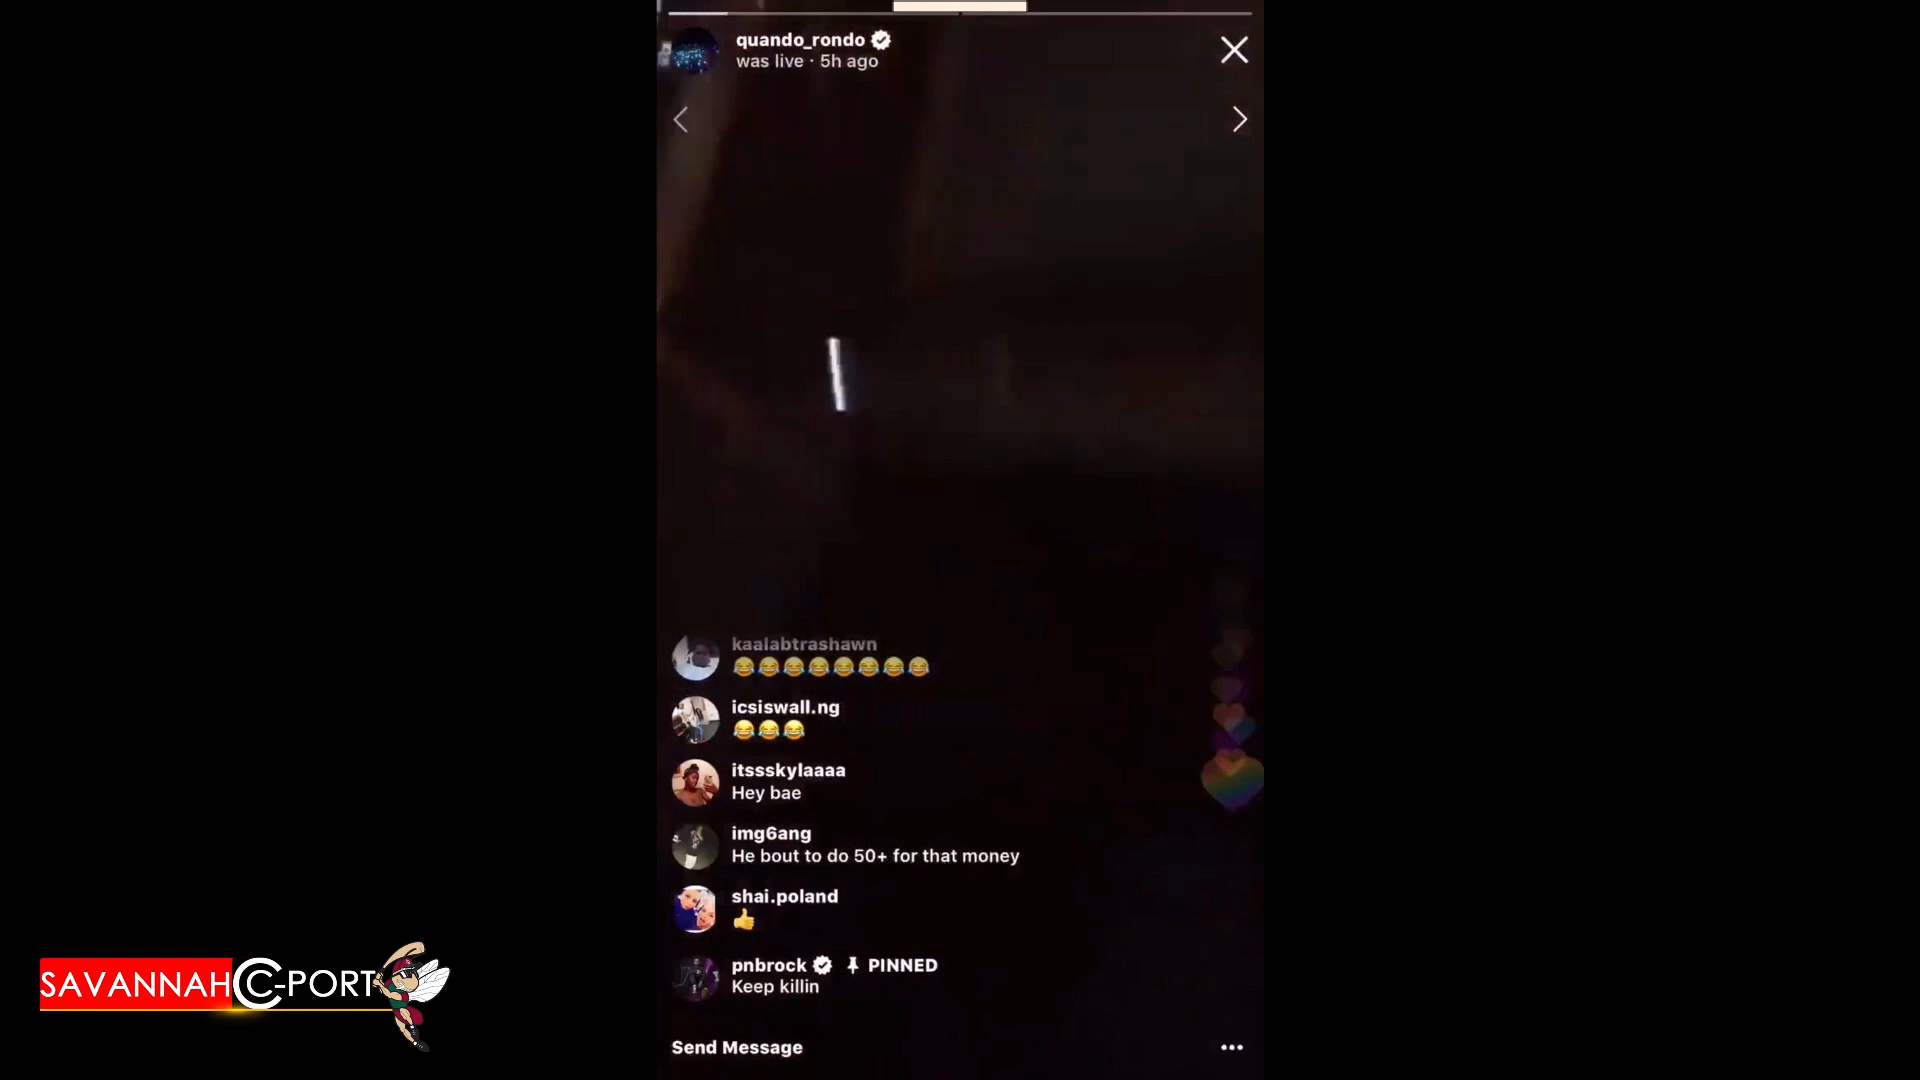 quando_rondo
was live · 5h ago
kaalabtrashawn
😂😂😂😂😂😂😂😂
icsiswall.ng
😂😂😂
itssskylaaaa
Hey bae
img6ang
He bout to do 50+ for that money
shai.poland
👍
pnbrock PINNED
Keep killin
Send Message
SAVANNAH C-PORT